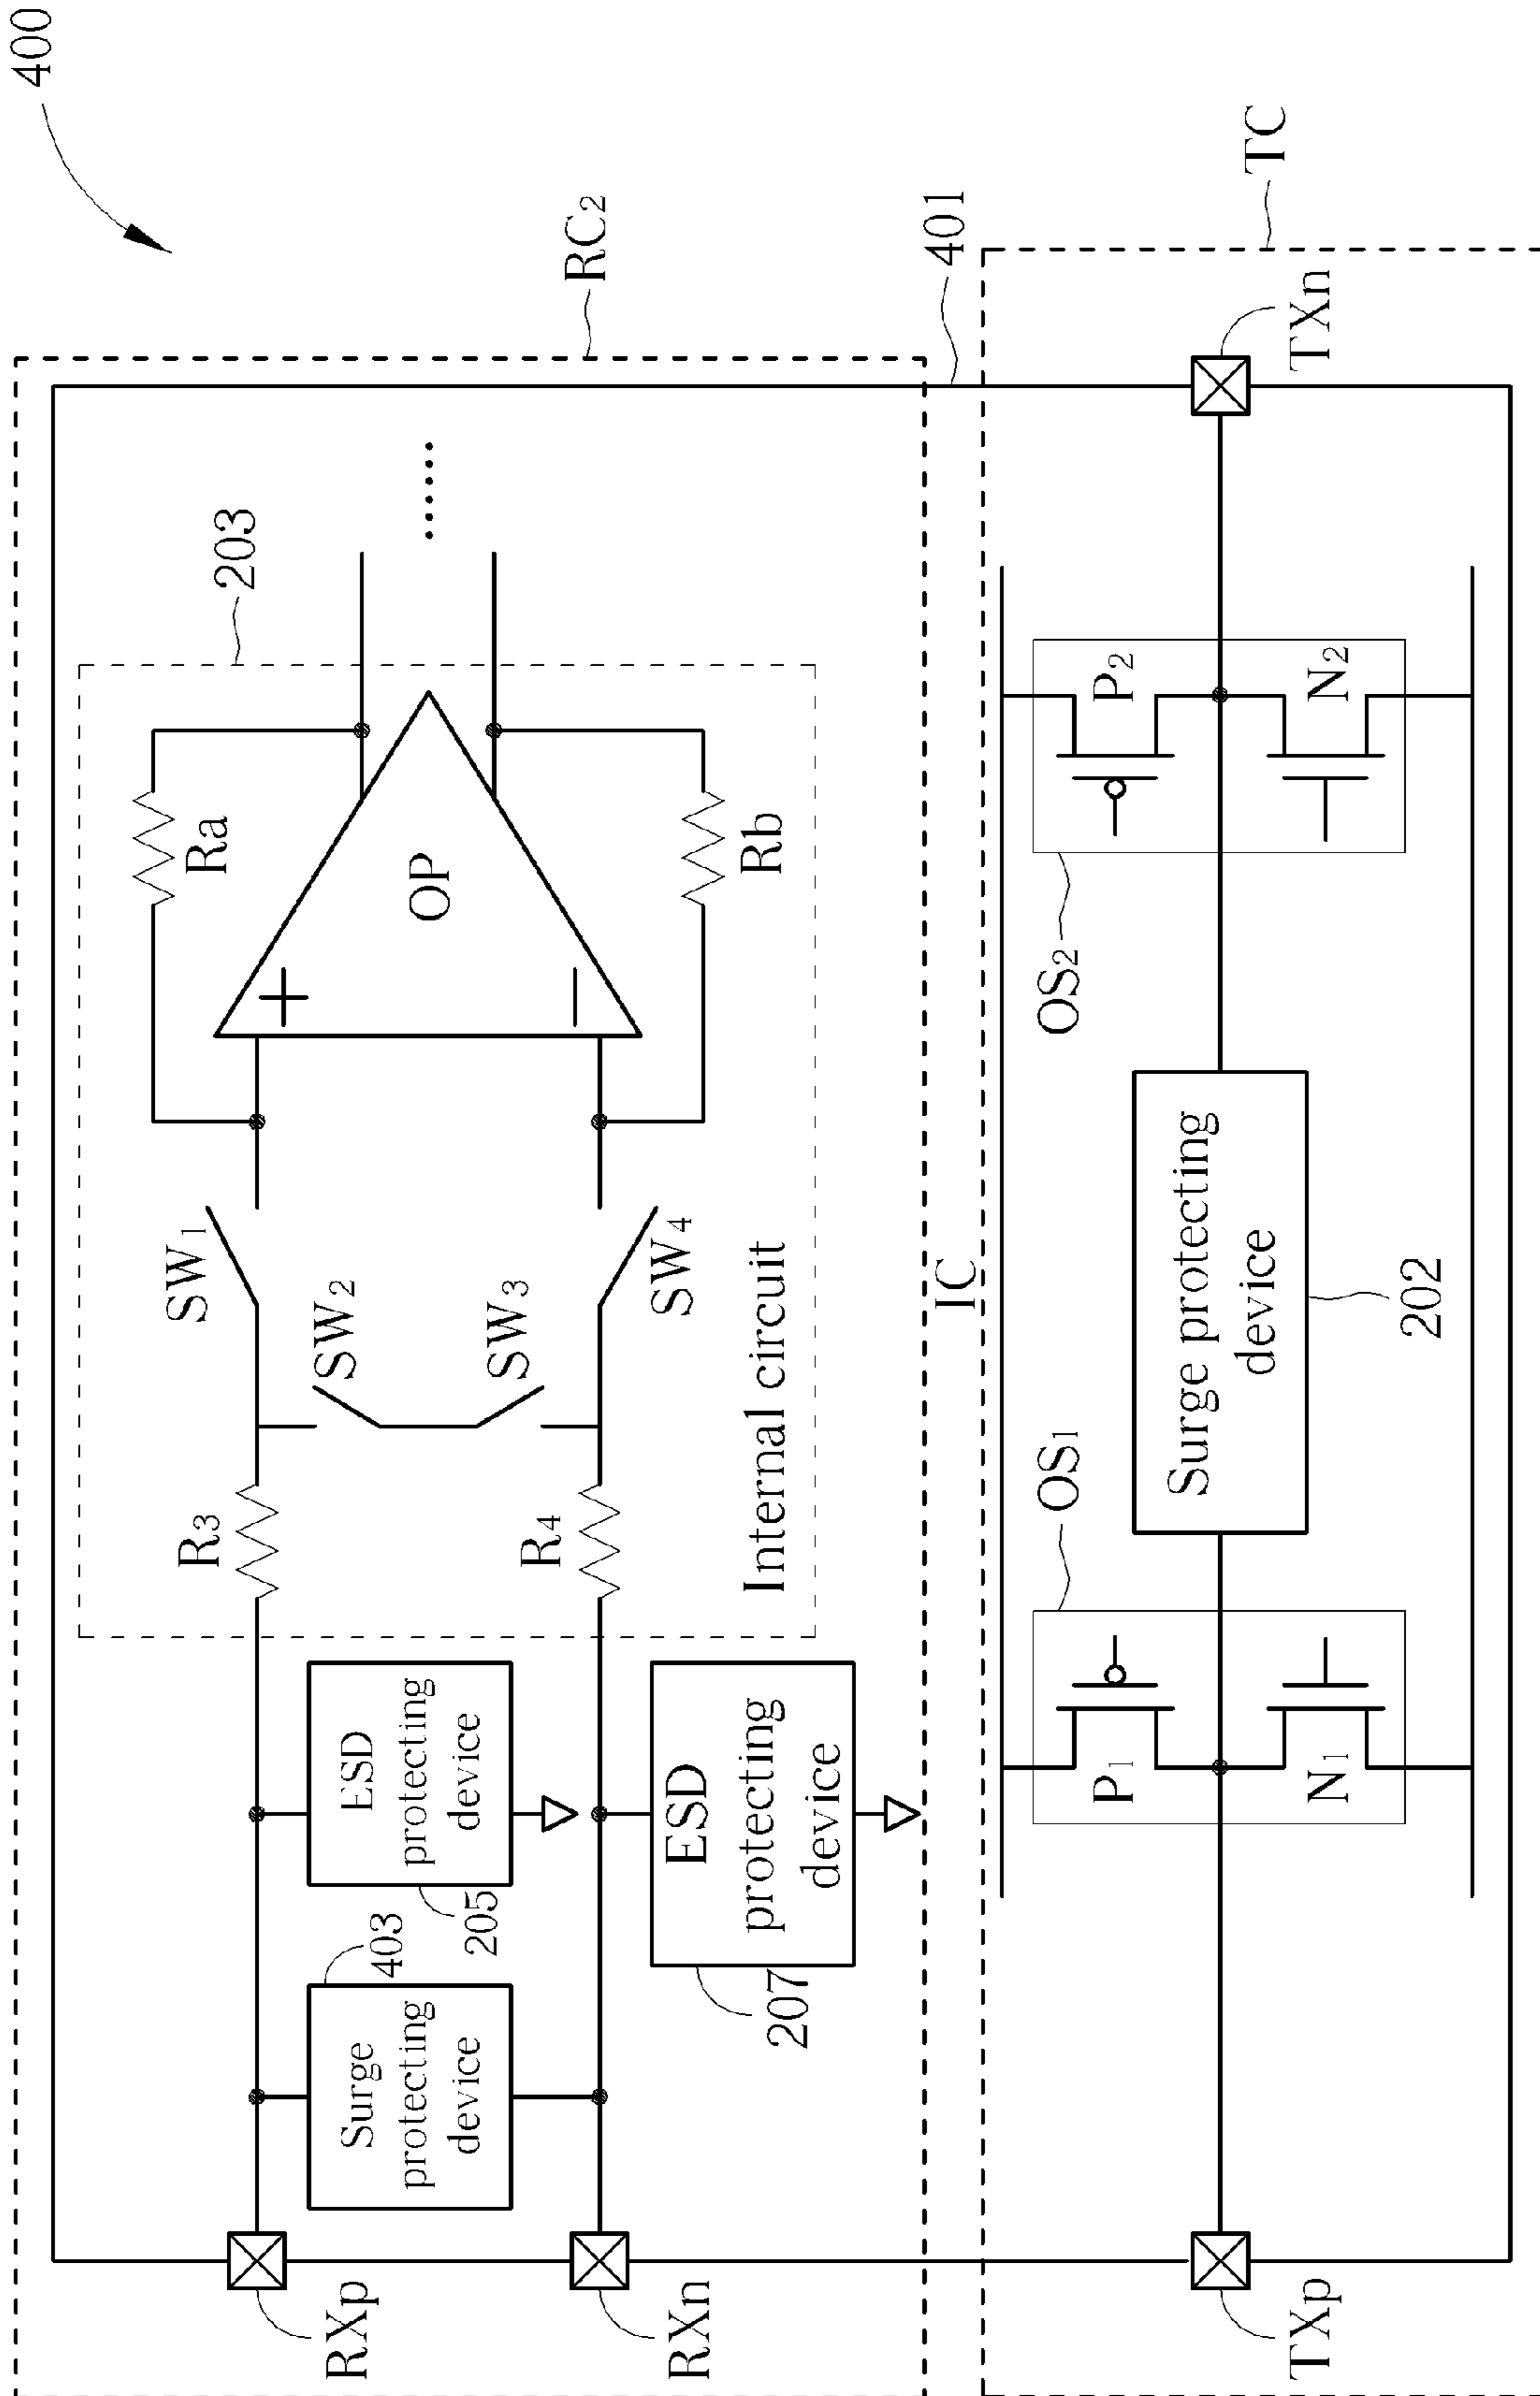 400
RC2
203
Ra
OP
+
−
Rb
......
SW1
SW2
SW3
SW4
R3
R4
Internal circuit
ESD
protecting
device
205
Surge
protecting
device
403
ESD
protecting
device
207
RXp
RXn
IC
401
TC
OS1
P1
N1
Surge protecting
device
202
OS2
P2
N2
TXp
TXn